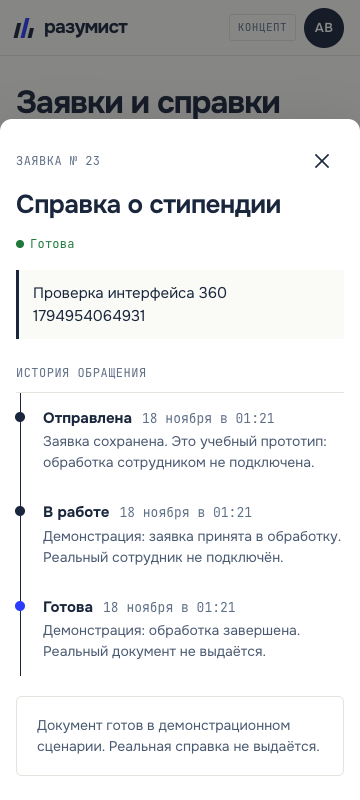 разумист
КОНЦЕПТ
АВ
Заявки и справки
ЗАЯВКА № 23
Справка о стипендии
Готова
Проверка интерфейса 360
1794954064931
ИСТОРИЯ ОБРАЩЕНИЯ
Отправлена 18 ноября в 01:21
Заявка сохранена. Это учебный прототип:
обработка сотрудником не подключена.
В работе 18 ноября в 01:21
Демонстрация: заявка принята в обработку.
Реальный сотрудник не подключён.
Готова 18 ноября в 01:21
Демонстрация: обработка завершена.
Реальный документ не выдаётся.
Документ готов в демонстрационном
сценарии. Реальная справка не выдаётся.